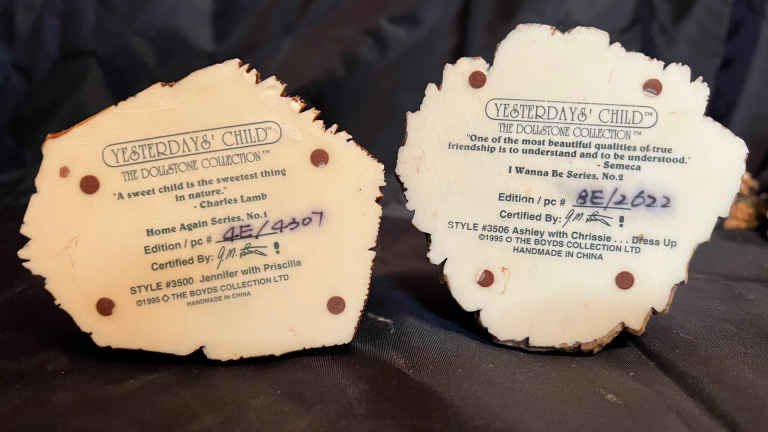 YESTERDAYS' CHILD™
THE DOLLSTONE COLLECTION™
"A sweet child is the sweetest thing
in nature."
- Charles Lamb
Home Again Series, No.1
Edition / pc # 4E/4307
Certified By: G.M.
STYLE #3500 Jennifer with Priscilla
©1995 ◇ THE BOYDS COLLECTION LTD
HANDMADE IN CHINA
YESTERDAYS' CHILD™
THE DOLLSTONE COLLECTION™
"One of the most beautiful qualities of true
friendship is to understand and to be understood."
- Semeca
I Wanna Be Series, No.2
Edition / pc # 8E/2622
Certified By: G.M. !
STYLE #3506 Ashley with Chrissie . . . Dress Up
©1995 ◇ THE BOYDS COLLECTION LTD
HANDMADE IN CHINA